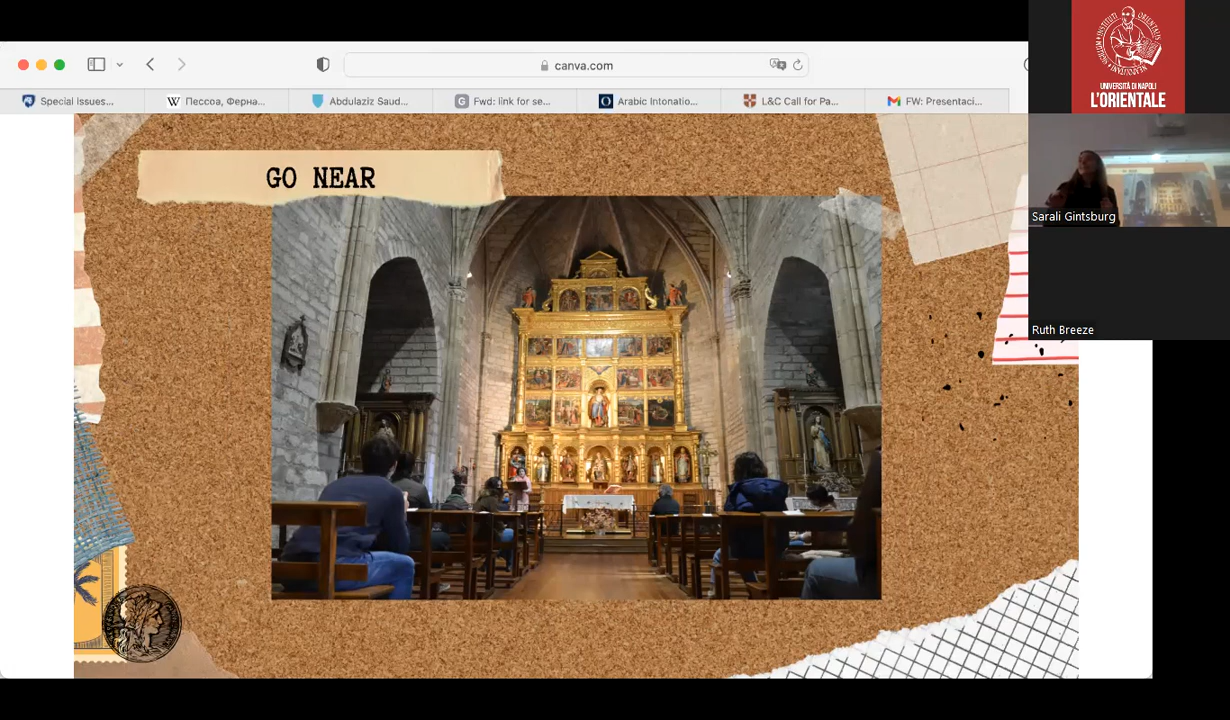 canva.com
Special Issues...
Пессоа, Ферна...
Abdulaziz Saud...
Fwd: link for se...
Arabic Intonatio...
L&C Call for Pa...
FW: Presentaci...
GO NEAR
UNIVERSITÀ DI NAPOLI
L'ORIENTALE
Sarali Gintsburg
Ruth Breeze